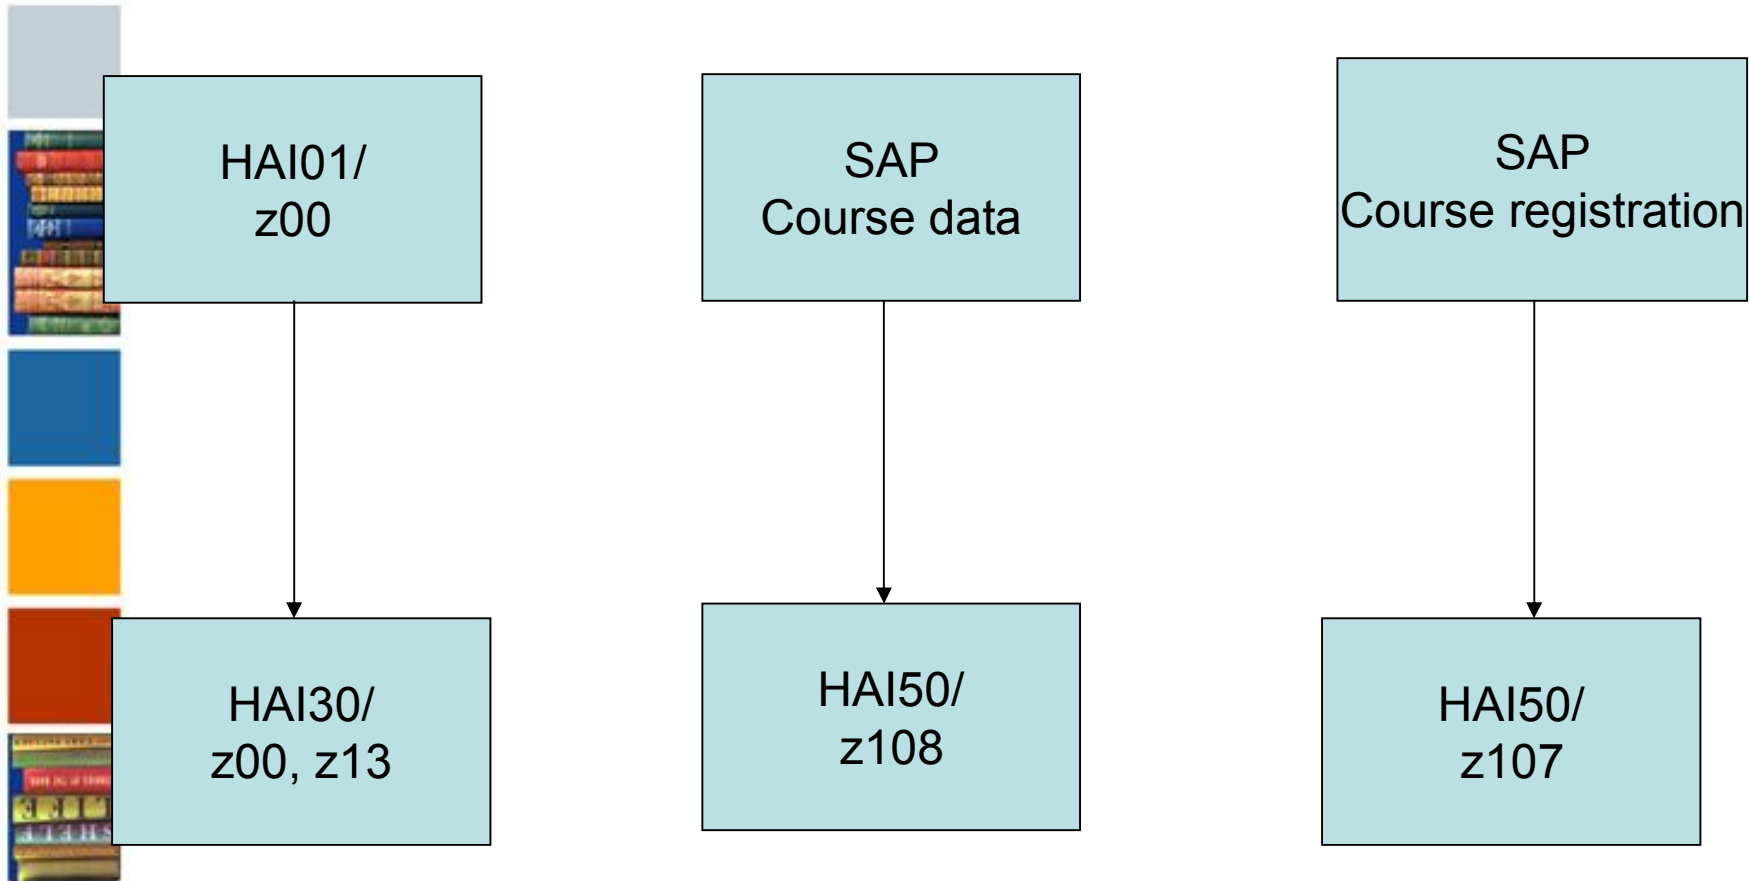 HAI01/
z00
SAP
Course data
SAP
Course registration
HAI30/
z00, z13
HAI50/
z108
HAI50/
z107